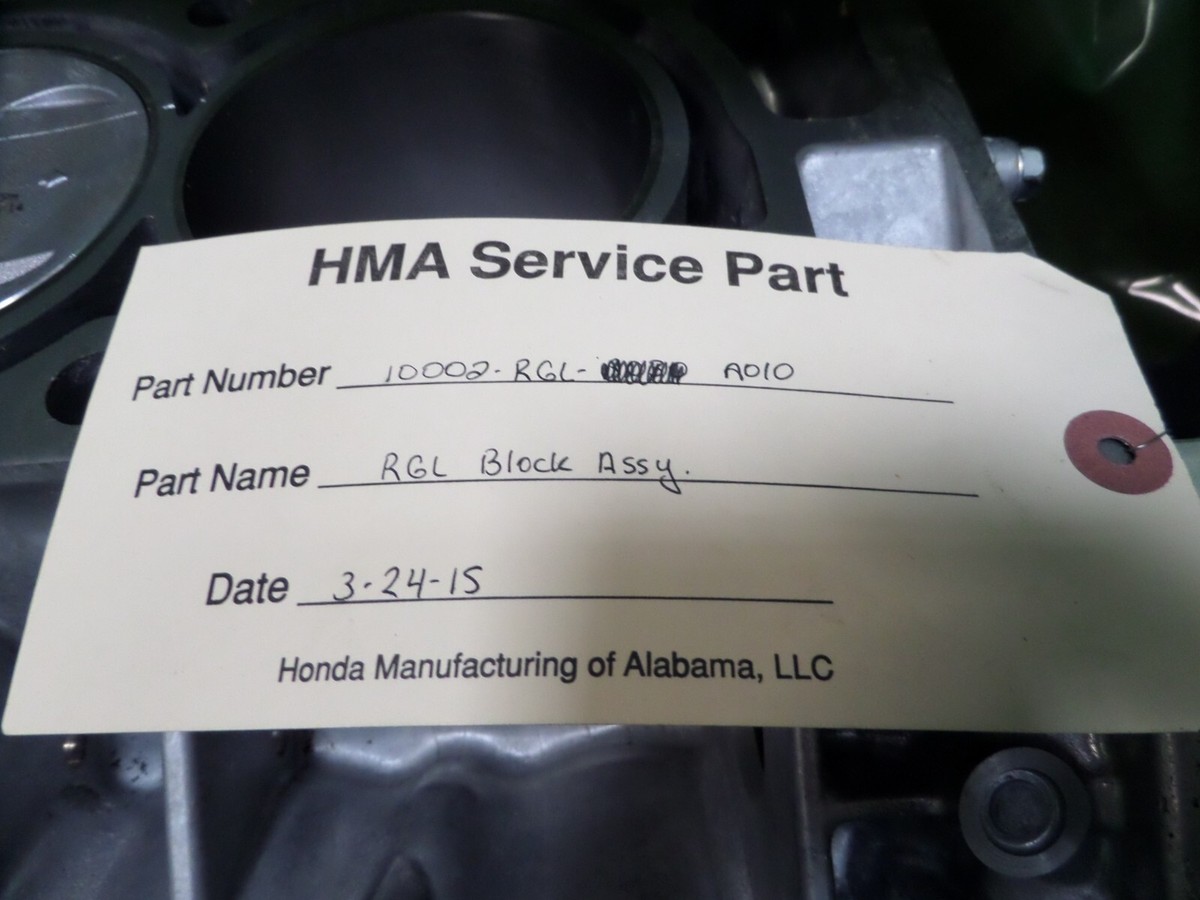 HMA Service Part
Part Number 10002-RGL- A010
Part Name RGL Block Assy.
Date 3-24-15
Honda Manufacturing of Alabama, LLC